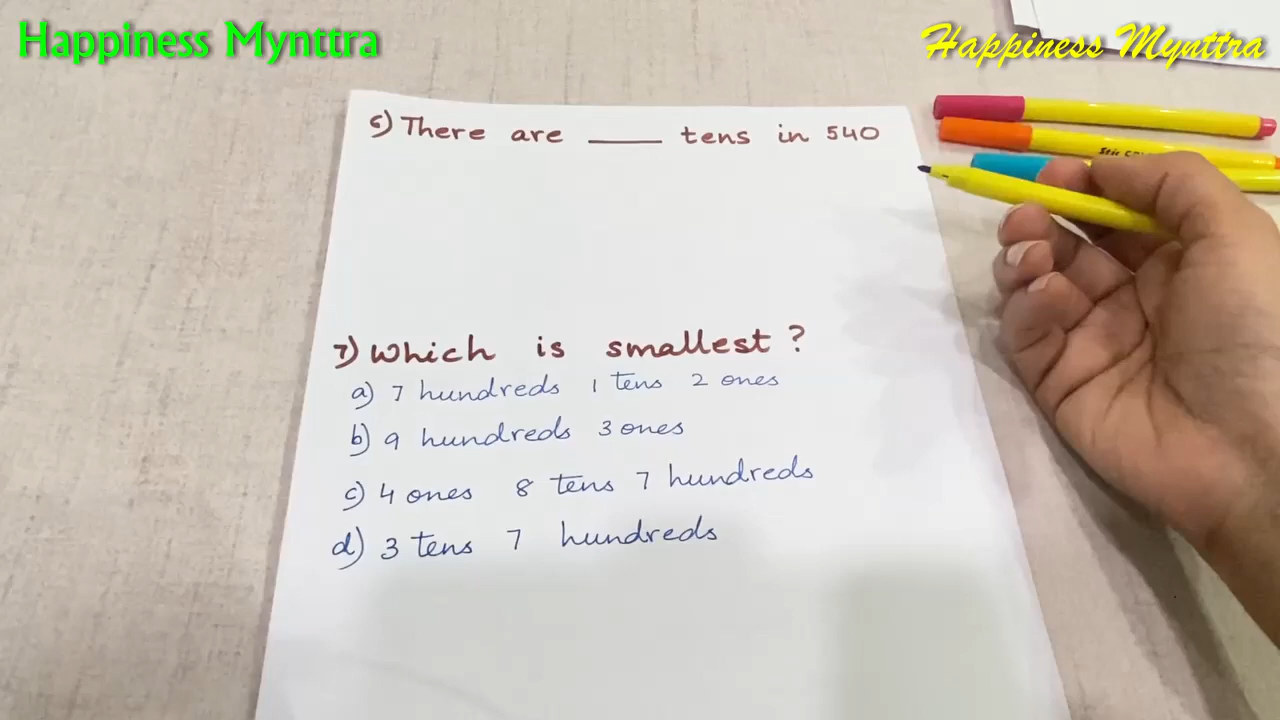 Happiness Mynttra
Happiness Mynttra
6) There are ____ tens in 540
7) Which is smallest?
a) 7 hundreds 1 tens 2 ones
b) 9 hundreds 3 ones
c) 4 ones 8 tens 7 hundreds
d) 3 tens 7 hundreds